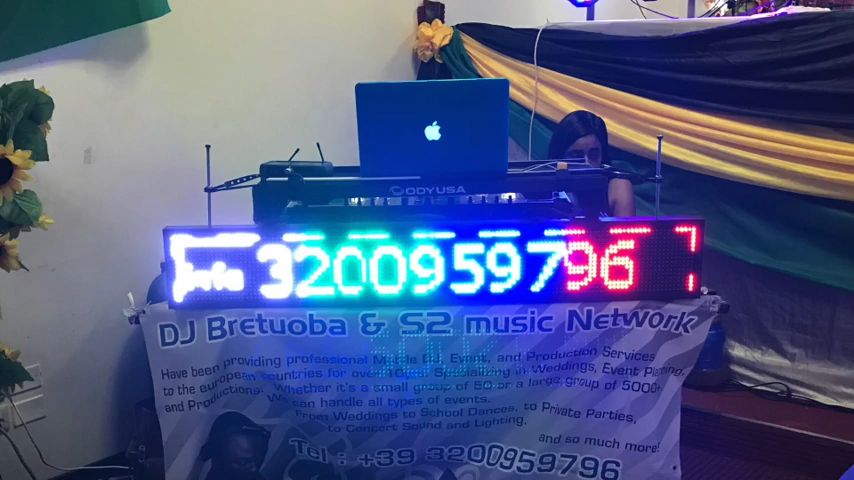 ODYUSA
Info 3200959796
DJ Bretuoba & S2 music Network
Have been providing professional Mobile DJ, Event, and Production Services
to the european countries for over 10 Specializing in Weddings, Event Planning,
and Productions. Whether it's a small group of 50 or a large group of 5000+
We can handle all types of events.
From Weddings to School Dances, to Private Parties,
to Concert Sound and Lighting,
and so much more!
Tel : +39 3200959796